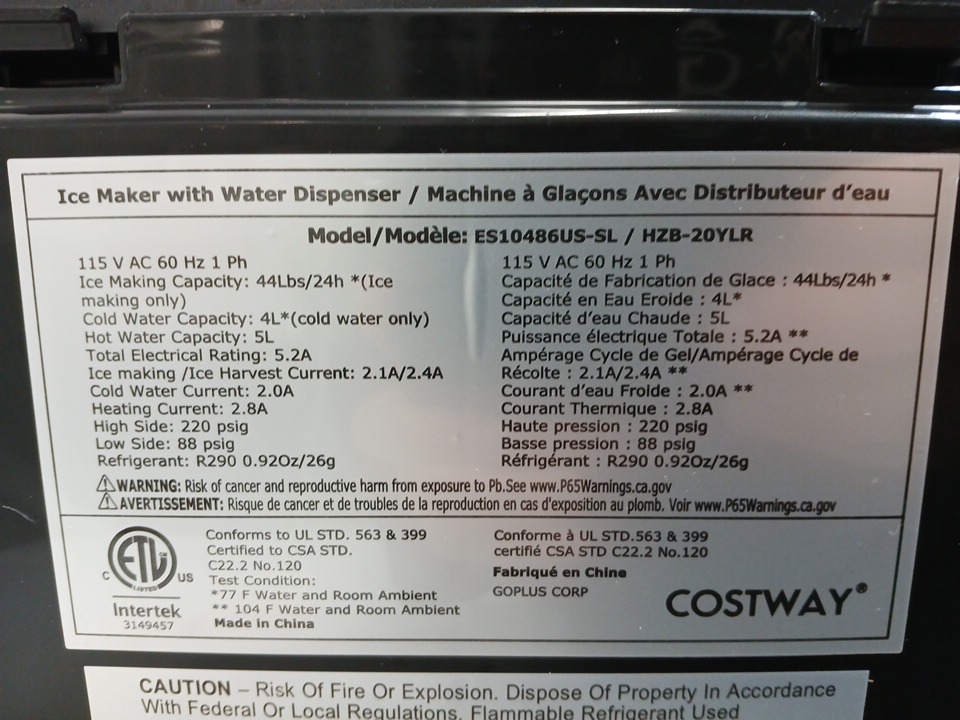 Ice Maker with Water Dispenser / Machine à Glaçons Avec Distributeur d'eau
Model/Modèle: ES10486US-SL / HZB-20YLR
115 V AC 60 Hz 1 Ph
Ice Making Capacity: 44Lbs/24h *(Ice
making only)
Cold Water Capacity: 4L*(cold water only)
Hot Water Capacity: 5L
Total Electrical Rating: 5.2A
Ice making /Ice Harvest Current: 2.1A/2.4A
Cold Water Current: 2.0A
Heating Current: 2.8A
High Side: 220 psig
Low Side: 88 psig
Refrigerant: R290 0.92Oz/26g
115 V AC 60 Hz 1 Ph
Capacité de Fabrication de Glace : 44Lbs/24h *
Capacité en Eau Eroide : 4L*
Capacité d'eau Chaude : 5L
Puissance électrique Totale : 5.2A **
Ampérage Cycle de Gel/Ampérage Cycle de
Récolte : 2.1A/2.4A **
Courant d'eau Froide : 2.0A **
Courant Thermique : 2.8A
Haute pression : 220 psig
Basse pression : 88 psig
Réfrigérant : R290 0.92Oz/26g
WARNING: Risk of cancer and reproductive harm from exposure to Pb.See www.P65Warnings.ca.gov
AVERTISSEMENT: Risque de cancer et de troubles de la reproduction en cas d'exposition au plomb. Voir www.P65Warnings.ca.gov
C ETL US
LISTED
Intertek
3149457
Conforms to UL STD. 563 & 399
Certified to CSA STD.
C22.2 No.120
Test Condition:
*77 F Water and Room Ambient
** 104 F Water and Room Ambient
Made in China
Conforme à UL STD.563 & 399
certifié CSA STD C22.2 No.120
Fabriqué en Chine
GOPLUS CORP
COSTWAY®
CAUTION – Risk Of Fire Or Explosion. Dispose Of Property In Accordance
With Federal Or Local Regulations. Flammable Refrigerant Used